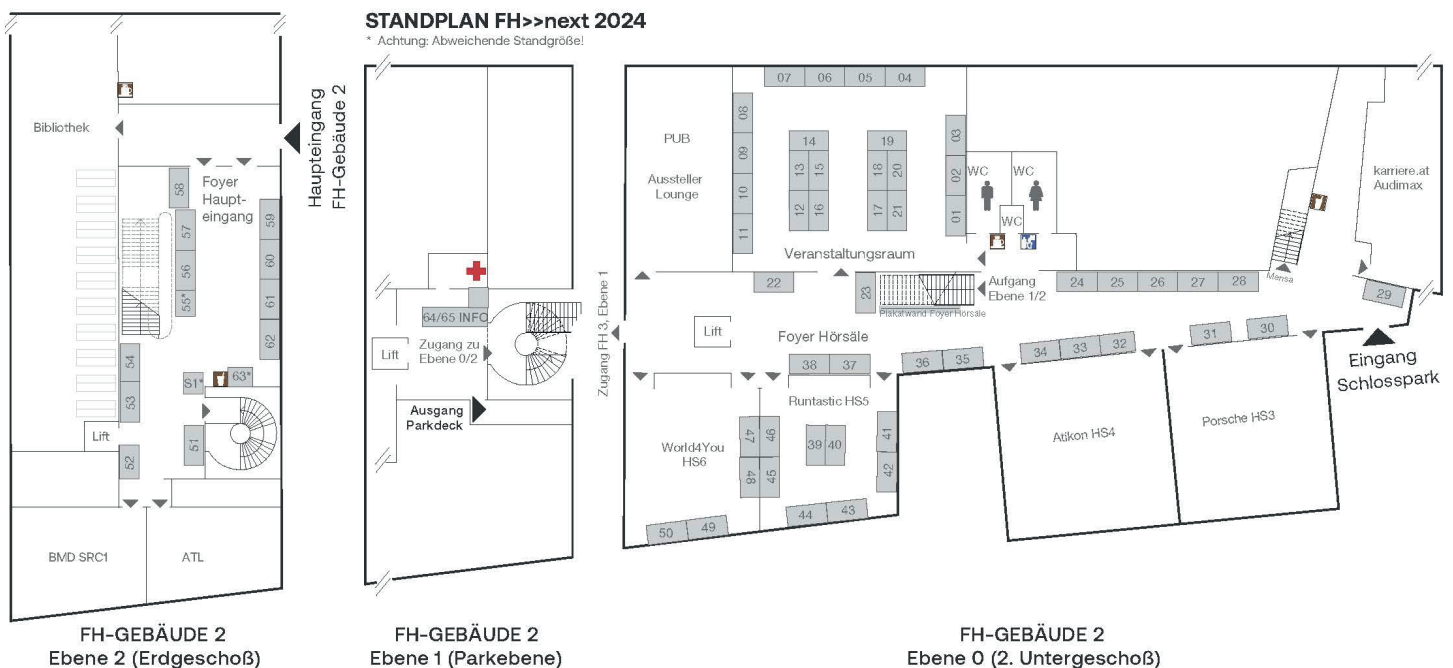 STANDPLAN FH>>next 2024
* Achtung: Abweichende Standgröße!
Bibliothek
Haupteingang
FH-Gebäude 2
58
Foyer
Haupt-
eingang
57
56
55*
59
60
61
62
54
53
S1*
63*
Lift
52
51
BMD SRC1
ATL
FH-GEBÄUDE 2
Ebene 2 (Erdgeschoß)
64/65 INFO
Lift
Zugang zu
Ebene 0/2
Ausgang
Parkdeck
FH-GEBÄUDE 2
Ebene 1 (Parkebene)
Zugang FH 3, Ebene 1
07 06 05 04
PUB
Aussteller
Lounge
08
09
10
11
14
13 15
12 16
19
18 20
17 21
03
02
01
WC
WC
WC
Veranstaltungsraum
karriere.at
Audimax
22
23
Aufgang
Ebene 1/2
Plakatwand Foyer Hörsäle
24 25 26 27 28
Mensa
29
Lift
Foyer Hörsäle
38 37
36 35
34 33 32
31
30
Eingang
Schlosspark
Runtastic HS5
World4You
HS6
47 46
48 45
39 40
41
42
44 43
50 49
Atikon HS4
Porsche HS3
FH-GEBÄUDE 2
Ebene 0 (2. Untergeschoß)